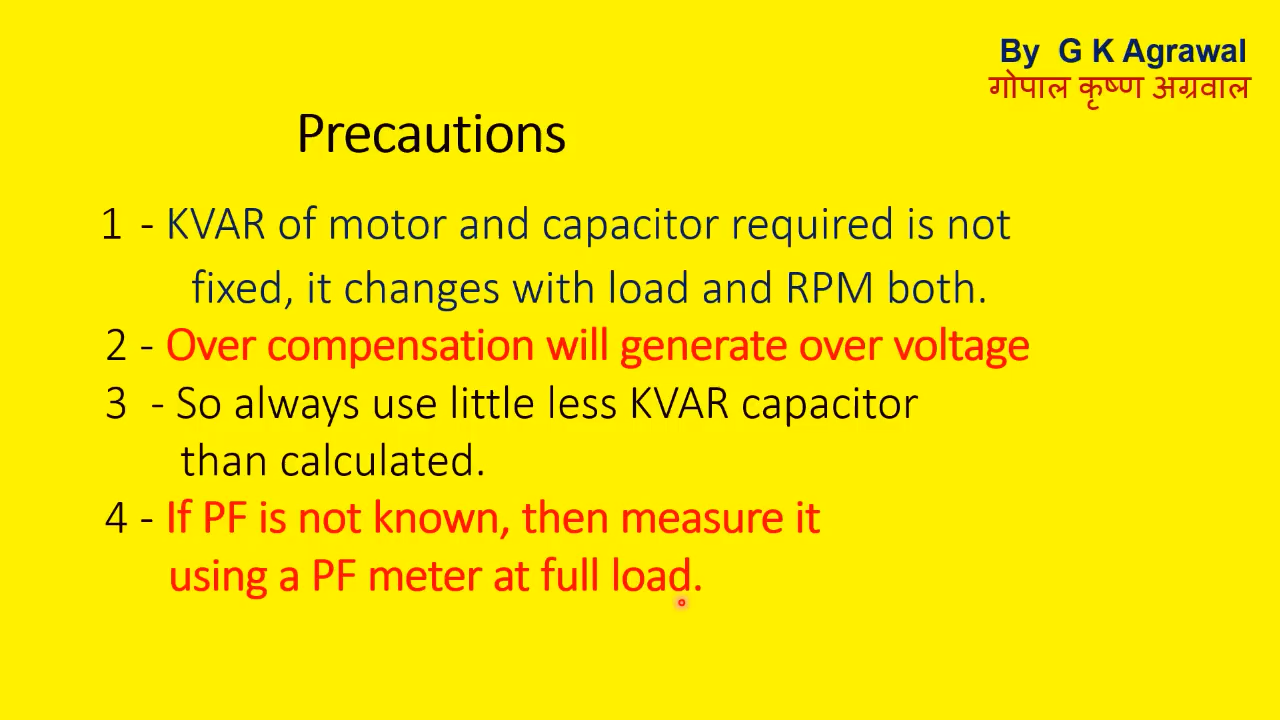 By G K Agrawal
गोपाल कृष्ण अग्रवाल
Precautions
1 - KVAR of motor and capacitor required is not
fixed, it changes with load and RPM both.
2 - Over compensation will generate over voltage
3 - So always use little less KVAR capacitor
than calculated.
4 - If PF is not known, then measure it
using a PF meter at full load.